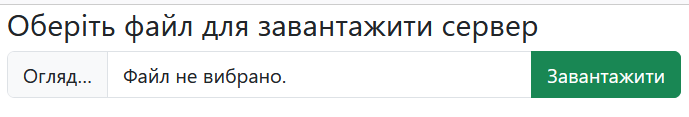 Оберіть файл для завантажити сервер
Огляд... Файл не вибрано. Завантажити